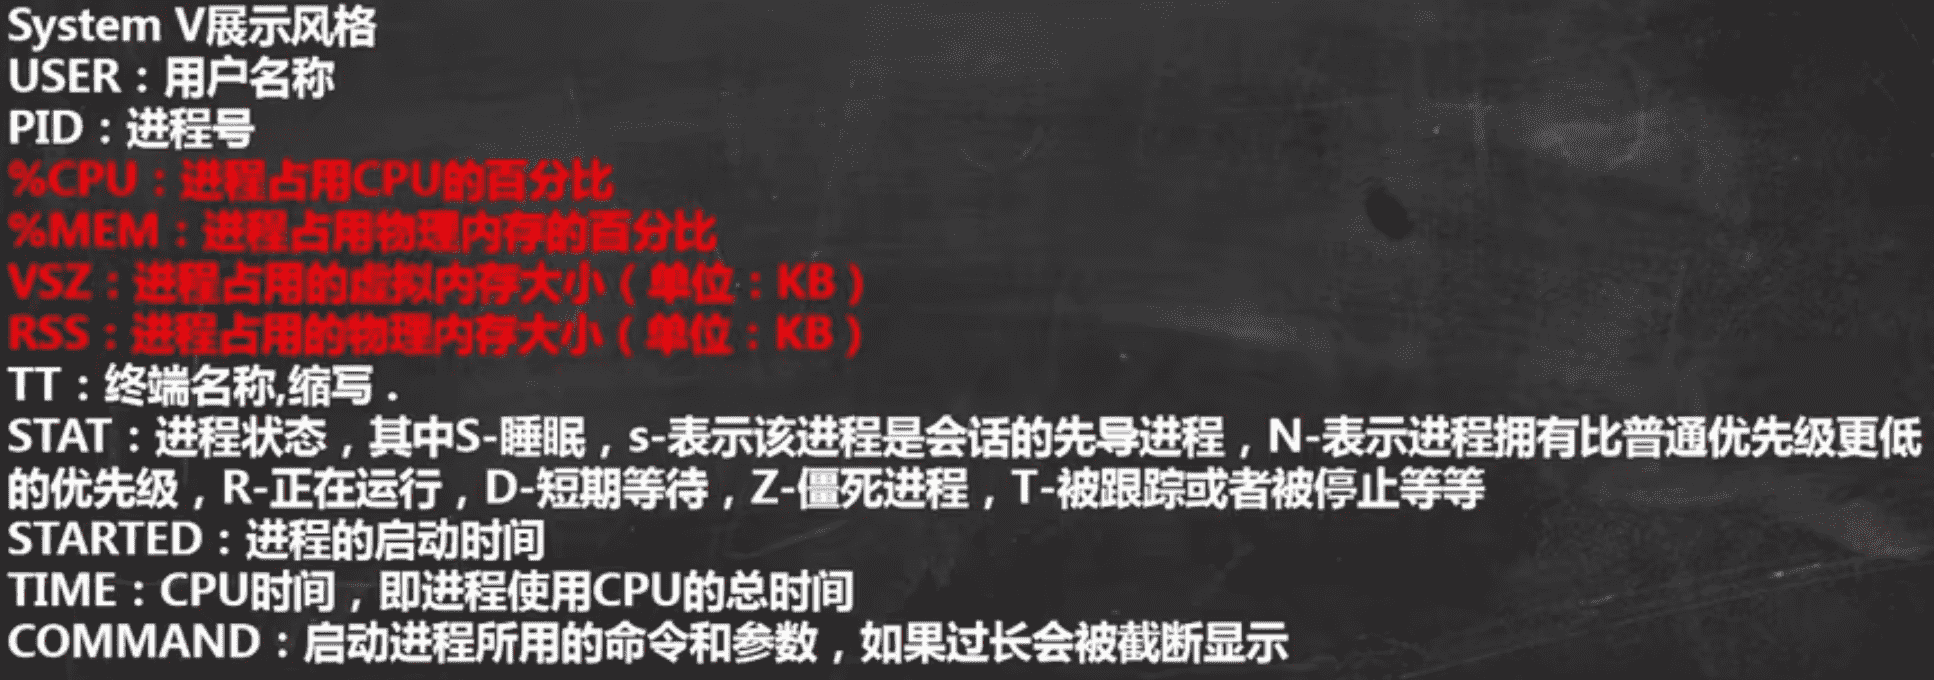 System V展示风格
USER：用户名称
PID：进程号
%CPU：进程占用CPU的百分比
%MEM：进程占用物理内存的百分比
VSZ：进程占用的虚拟内存大小（单位：KB）
RSS：进程占用的物理内存大小（单位：KB）
TT：终端名称,缩写．
STAT：进程状态，其中S-睡眠，s-表示该进程是会话的先导进程，N-表示进程拥有比普通优先级更低
的优先级，R-正在运行，D-短期等待，Z-僵死进程，T-被跟踪或者被停止等等
STARTED：进程的启动时间
TIME：CPU时间，即进程使用CPU的总时间
COMMAND：启动进程所用的命令和参数，如果过长会被截断显示